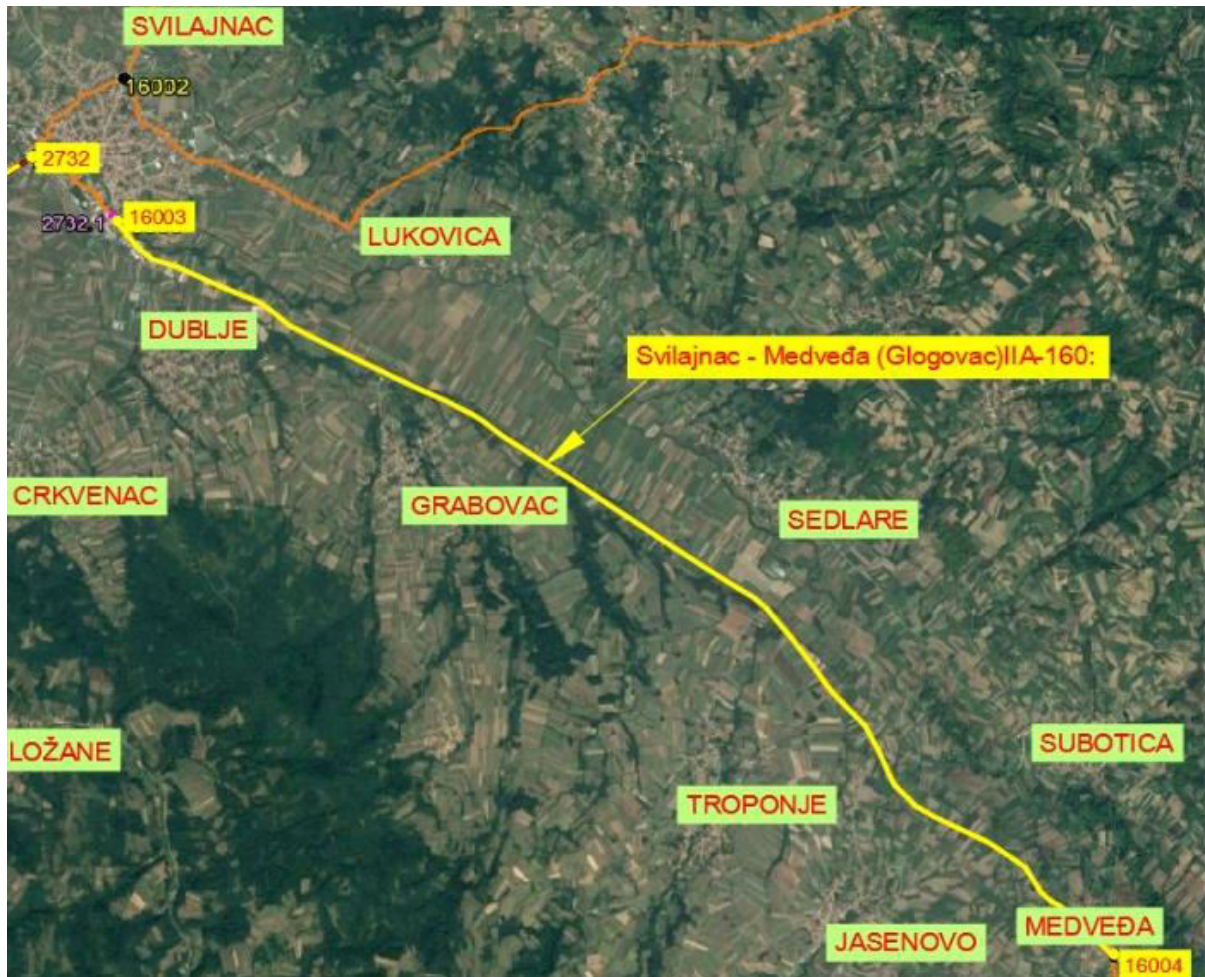 SVILAJNAC
16002
2732
2732.1
16003
LUKOVICA
DUBLJE
Svilajnac - Medveđa (Glogovac)IIA-160:
CRKVENAC
GRABOVAC
SEDLARE
LOŽANE
SUBOTICA
TROPONJE
JASENOVO
MEDVEĐA
16004